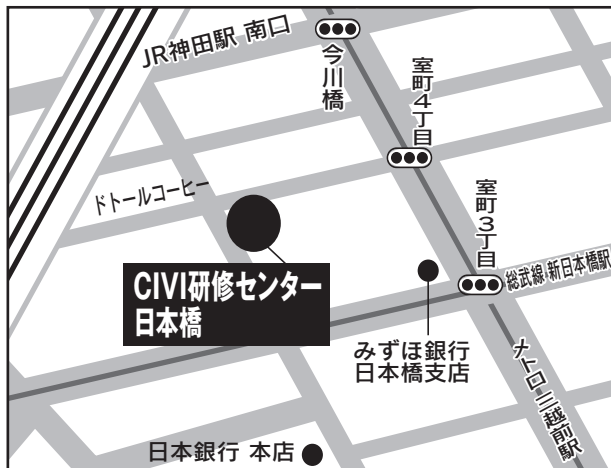 JR神田駅 南口
今川橋
室町4丁目
ドトールコーヒー
室町3丁目
総武線 新日本橋駅
CIVI研修センター
日本橋
みずほ銀行
日本橋支店
メトロ 三越前駅
日本銀行 本店